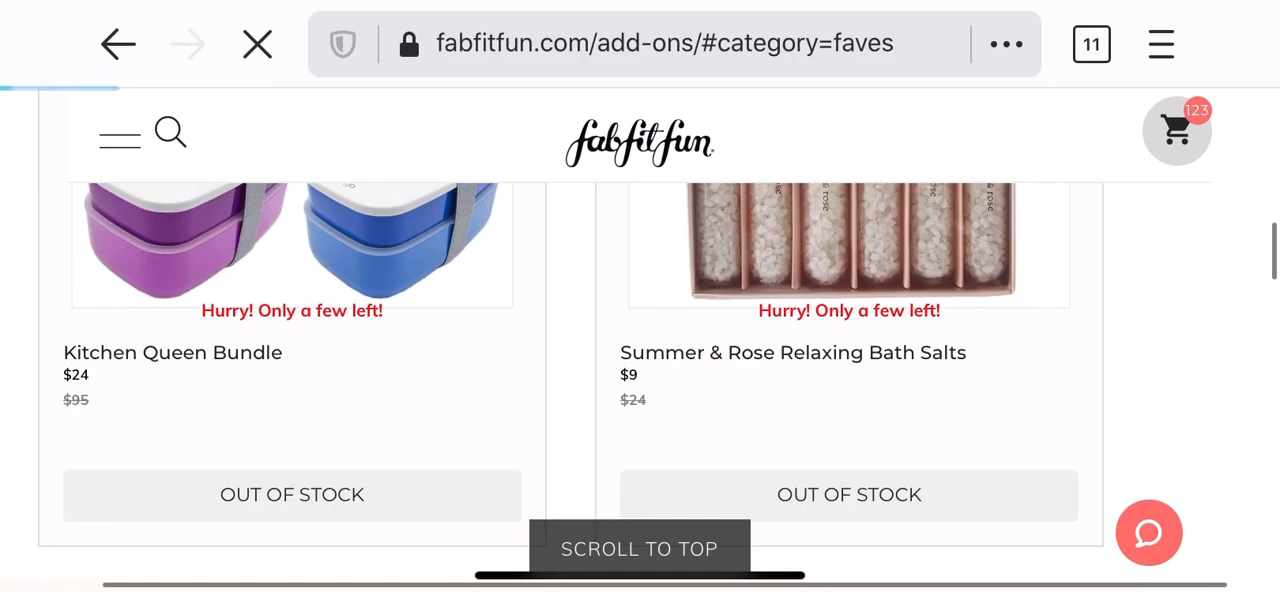 fabfitfun.com/add-ons/#category=faves
11
fabfitfun
123
Hurry! Only a few left!
Kitchen Queen Bundle
$24
$95
OUT OF STOCK
Hurry! Only a few left!
Summer & Rose Relaxing Bath Salts
$9
$24
OUT OF STOCK
SCROLL TO TOP